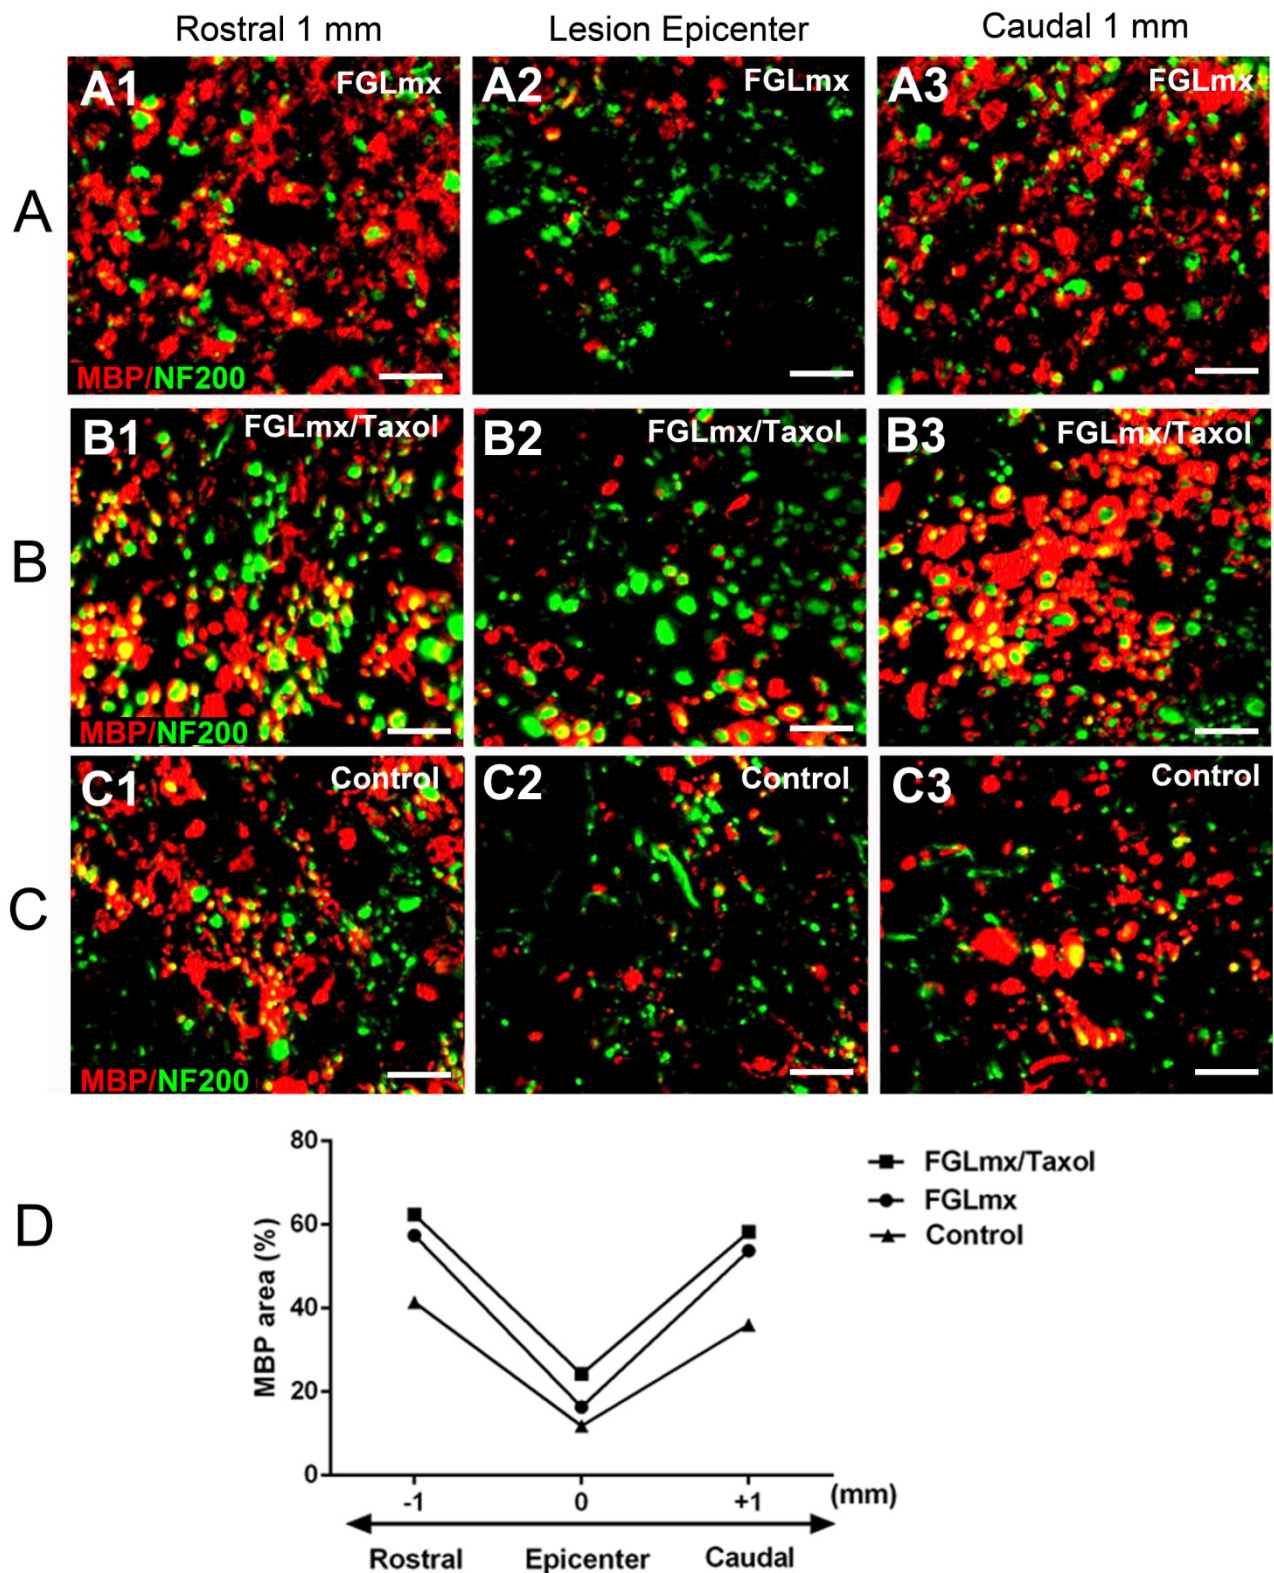 Rostral 1 mm Lesion Epicenter Caudal 1 mm
A
A1 FGLmx
MBP/NF200
A2 FGLmx
A3 FGLmx
B
B1 FGLmx/Taxol
MBP/NF200
B2 FGLmx/Taxol
B3 FGLmx/Taxol
C
C1 Control
MBP/NF200
C2 Control
C3 Control
D
MBP area (%)
80
60
40
20
0
-1 0 +1 (mm)
Rostral Epicenter Caudal
FGLmx/Taxol
FGLmx
Control